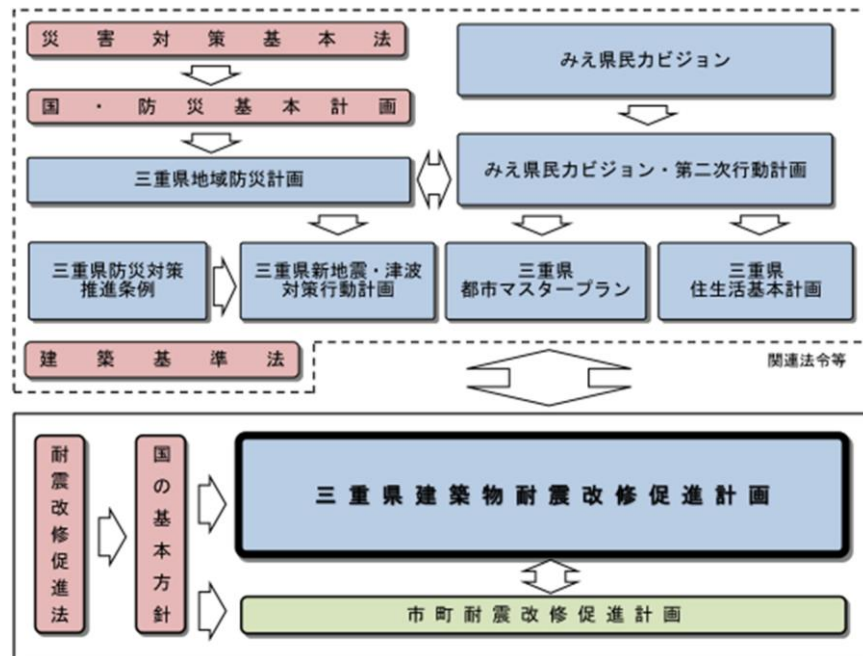 災害対策基本法
国・防災基本計画
三重県地域防災計画
みえ県民力ビジョン
みえ県民力ビジョン・第二次行動計画
三重県防災対策
推進条例
三重県新地震・津波
対策行動計画
三重県
都市マスタープラン
三重県
住生活基本計画
建築基準法
関連法令等
耐震改修促進法
国の基本方針
三重県建築物耐震改修促進計画
市町耐震改修促進計画